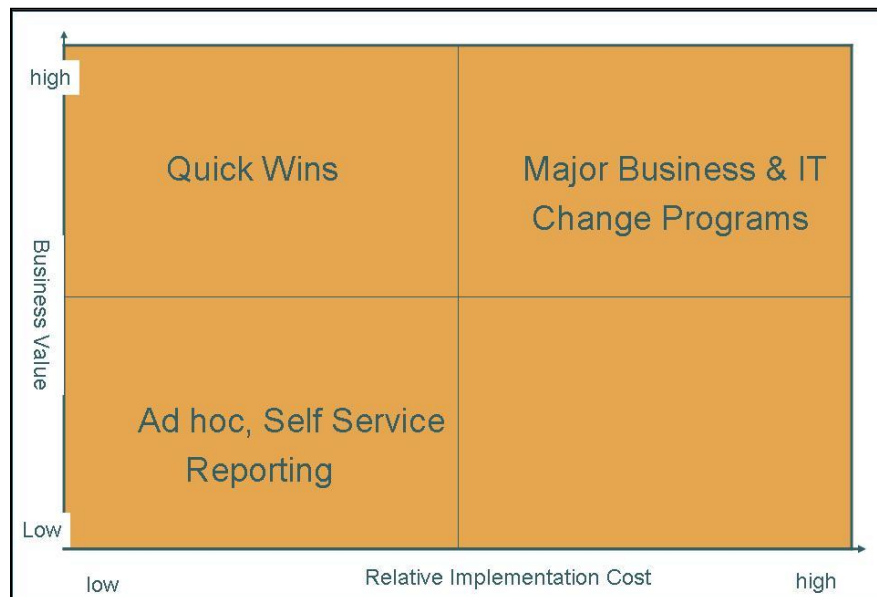 high
Quick Wins
Major Business & IT
Change Programs
Business Value
Ad hoc, Self Service
Reporting
Low
low
Relative Implementation Cost
high